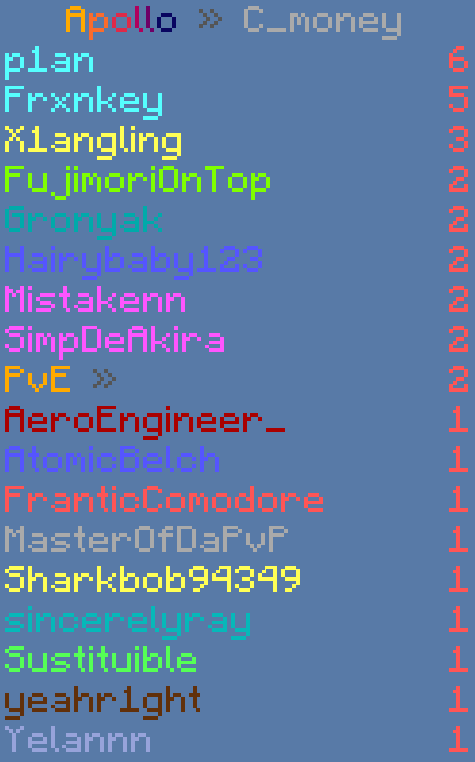 Apollo » C_money
p1an 6
Frxnkey 5
X1angling 3
FujimoriOnTop 2
Gronyak 2
Hairybaby123 2
Mistakenn 2
SimpDeAkira 2
PvE » 2
AeroEngineer_ 1
AtomicBelch 1
FranticComodore 1
MasterOfDaPvP 1
Sharkbob94349 1
sincerelyray 1
Sustituible 1
yeahr1ght 1
Yelannn 1